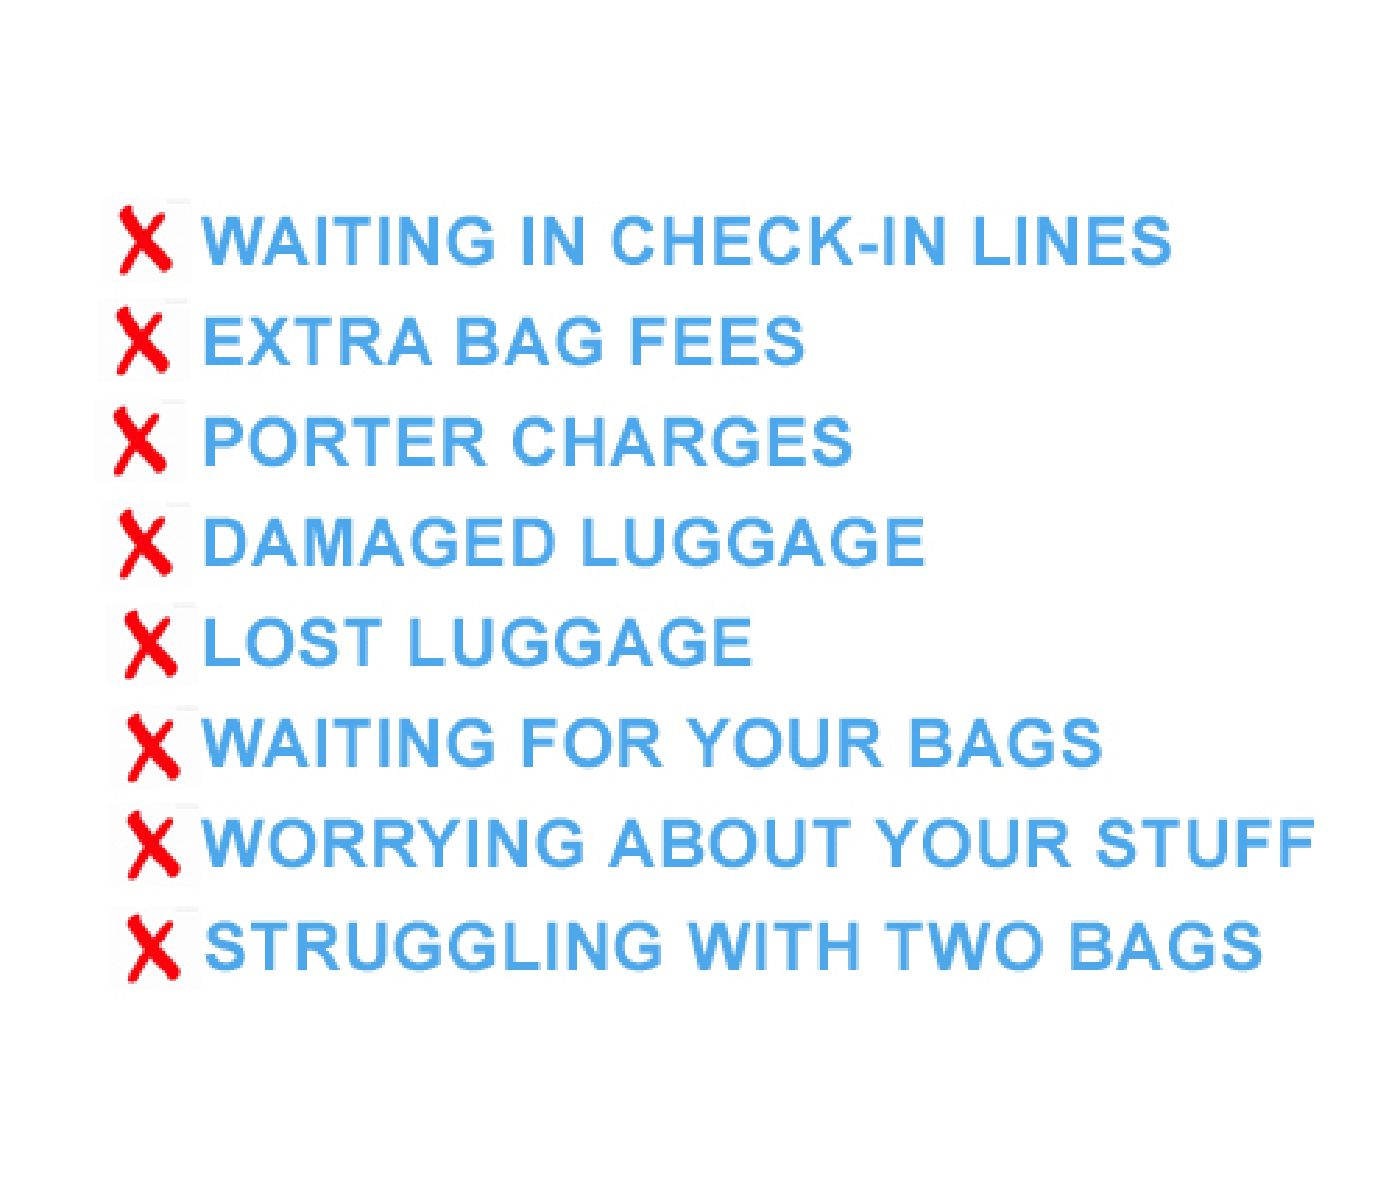 WAITING IN CHECK-IN LINES
EXTRA BAG FEES
PORTER CHARGES
DAMAGED LUGGAGE
LOST LUGGAGE
WAITING FOR YOUR BAGS
WORRYING ABOUT YOUR STUFF
STRUGGLING WITH TWO BAGS